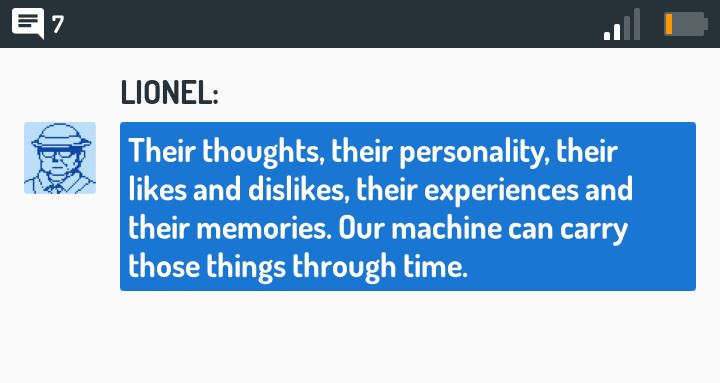 7
LIONEL:
Their thoughts, their personality, their
likes and dislikes, their experiences and
their memories. Our machine can carry
those things through time.